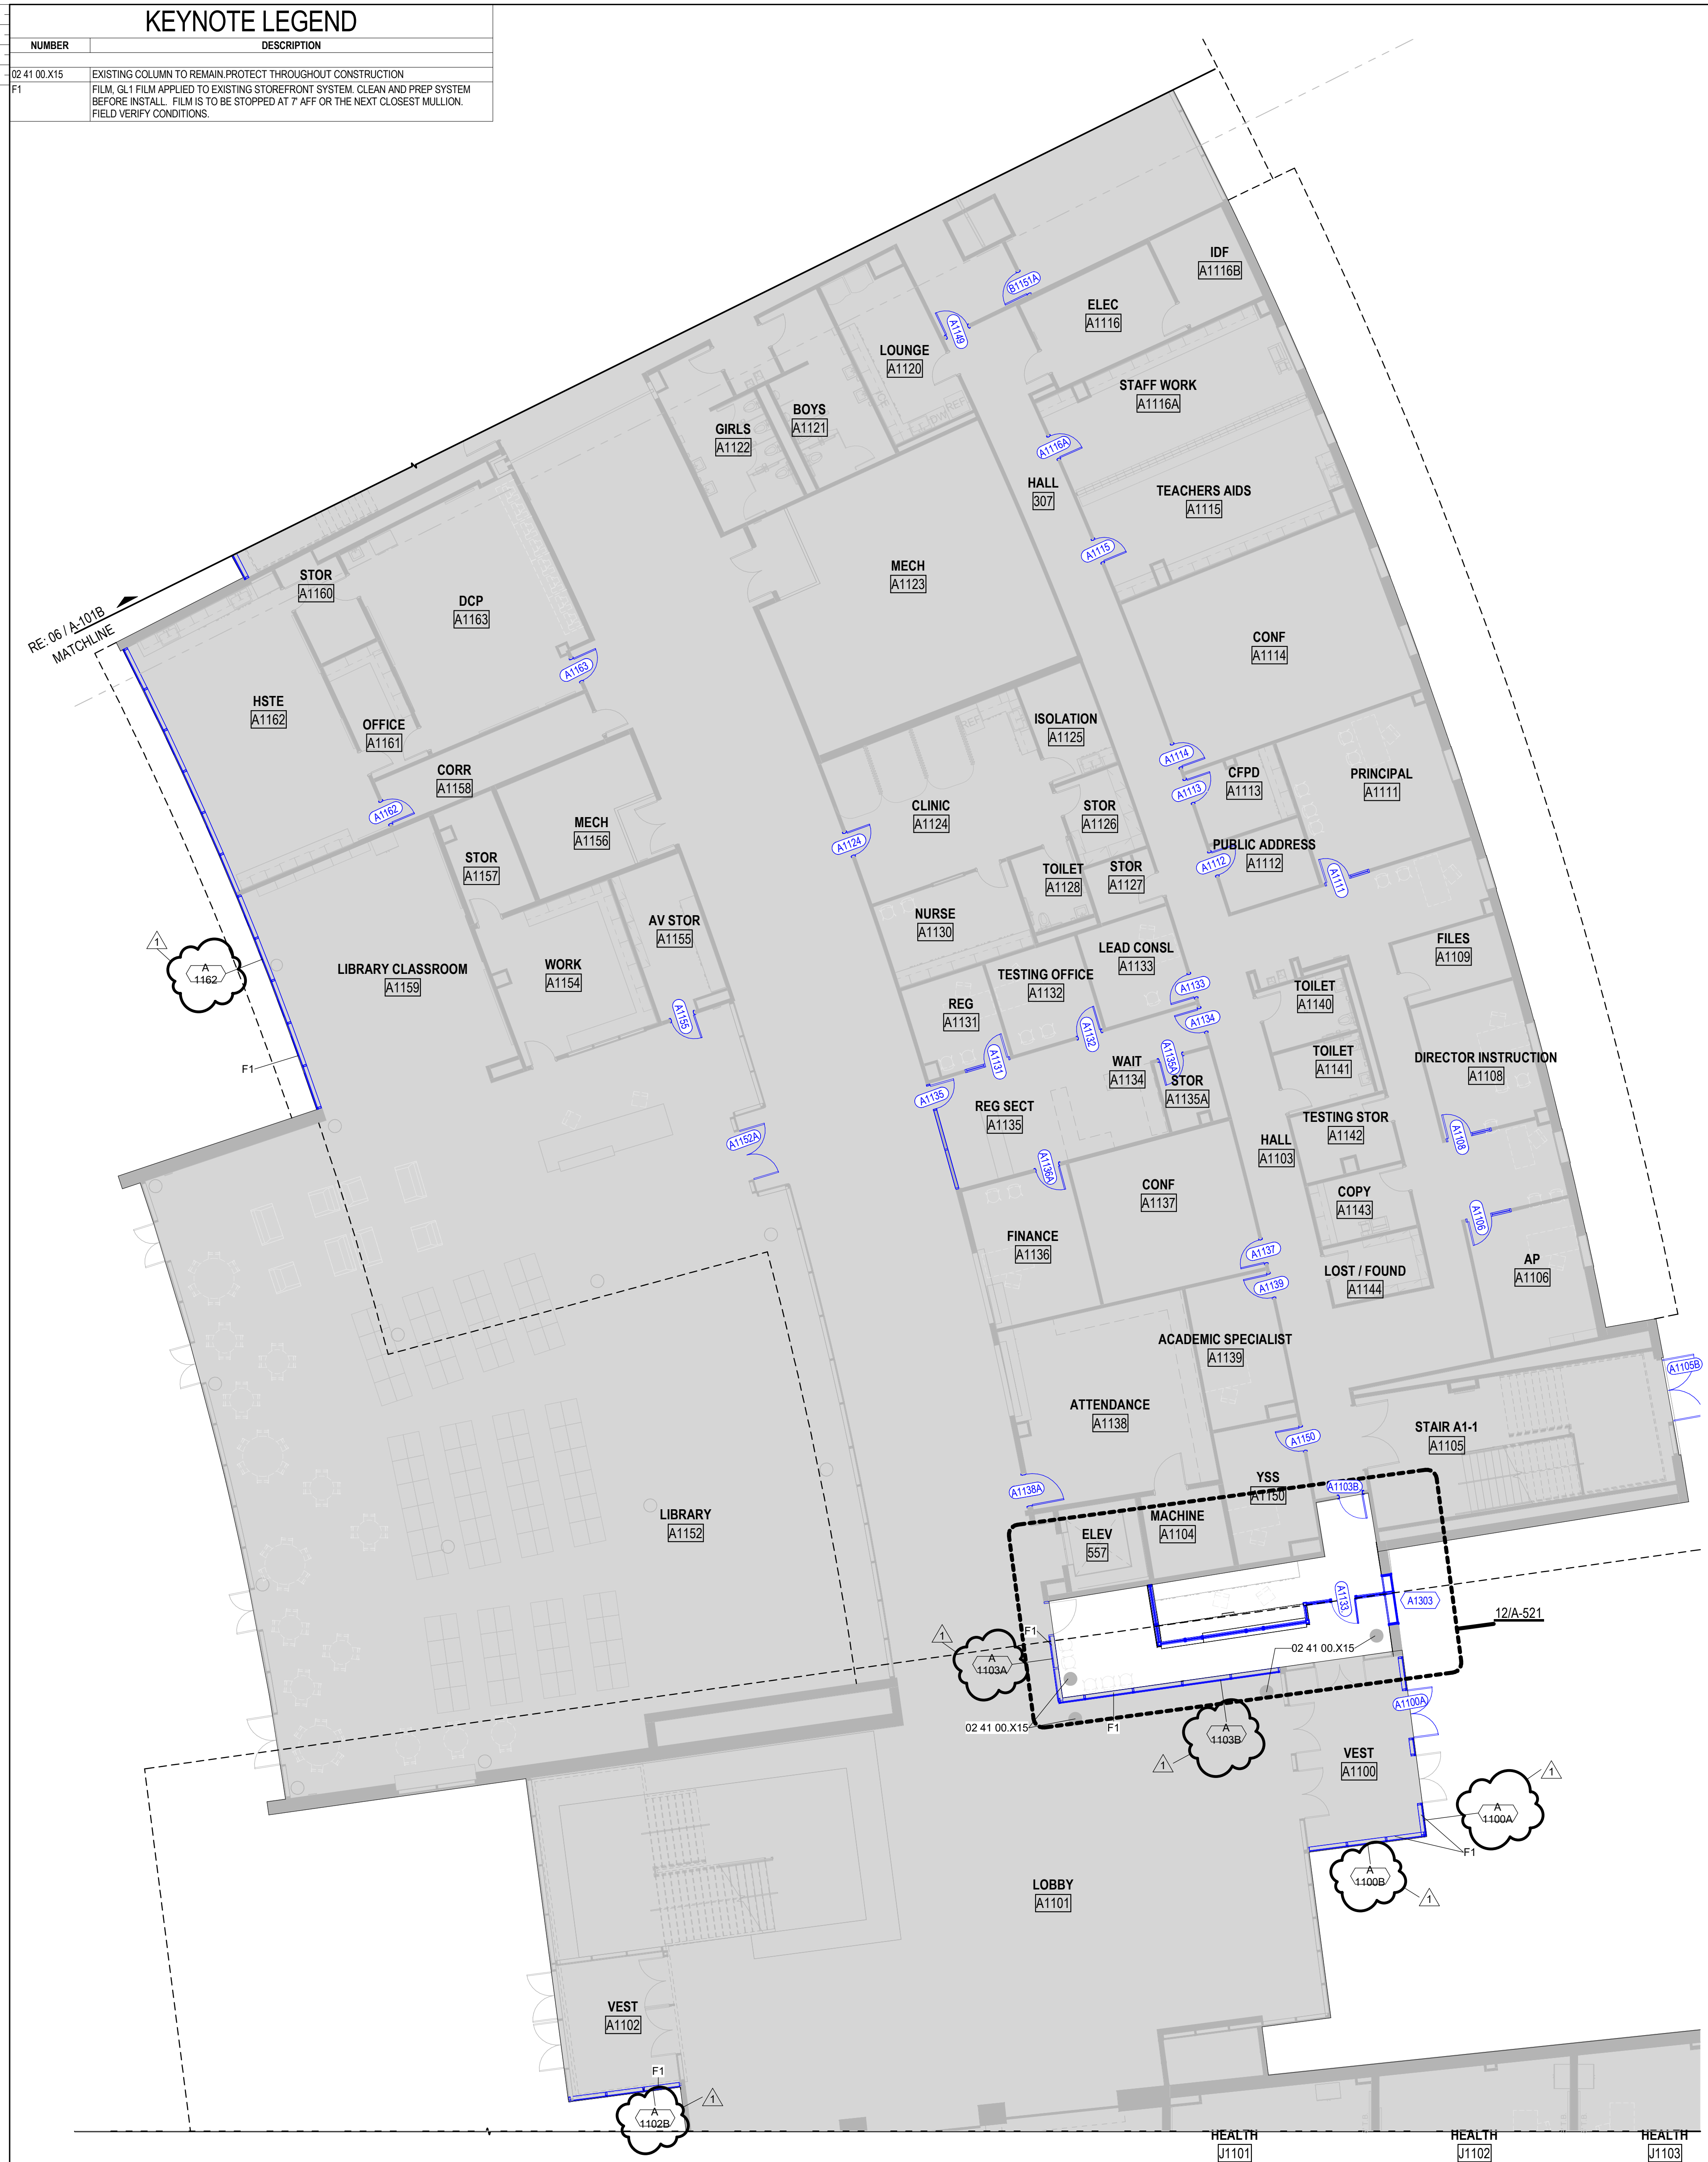 KEYNOTE LEGEND
NUMBER DESCRIPTION
02 41 00.X15 EXISTING COLUMN TO REMAIN.PROTECT THROUGHOUT CONSTRUCTION
F1 FILM, GL1 FILM APPLIED TO EXISTING STOREFRONT SYSTEM. CLEAN AND PREP SYSTEM
BEFORE INSTALL. FILM IS TO BE STOPPED AT 7' AFF OR THE NEXT CLOSEST MULLION.
FIELD VERIFY CONDITIONS.
IDF
A1116B
B1151A
ELEC
A1116
A1149
LOUNGE
A1120
STAFF WORK
A1116A
BOYS
A1121
REF
DW
GIRLS
A1122
A1116A
HALL
307
TEACHERS AIDS
A1115
A1115
MECH
A1123
STOR
A1160
DCP
A1163
RE: 06 / A-101B
MATCHLINE
CONF
A1114
A1163
HSTE
A1162
OFFICE
A1161
ISOLATION
A1125
REF
A1114
CORR
A1158
CFPD
A1113
A1113
PRINCIPAL
A1111
A1162
CLINIC
A1124
STOR
A1126
MECH
A1156
A1124
PUBLIC ADDRESS
A1112
A1112
STOR
A1157
TOILET
A1128
STOR
A1127
A1111
AV STOR
A1155
NURSE
A1130
FILES
A1109
1
A
1162
LIBRARY CLASSROOM
A1159
WORK
A1154
LEAD CONSL
A1133
TESTING OFFICE
A1132
A1133
TOILET
A1140
REG
A1131
A1155
A1134
A1132
F1
A1131
WAIT
A1134
A1135A
STOR
A1135A
TOILET
A1141
DIRECTOR INSTRUCTION
A1108
A1135
REG SECT
A1135
TESTING STOR
A1142
A1152A
HALL
A1103
A1108
A1136A
CONF
A1137
COPY
A1143
A1106
FINANCE
A1136
A1137
AP
A1106
LOST / FOUND
A1144
A1139
ACADEMIC SPECIALIST
A1139
A1105B
ATTENDANCE
A1138
STAIR A1-1
A1105
A1150
YSS
A1150
A1103B
A1138A
LIBRARY
A1152
MACHINE
A1104
ELEV
557
A1133
A1303
12/A-521
1
F1
A
1103A
02 41 00.X15
A1100A
02 41 00.X15
F1
A
1103B
1
VEST
A1100
1
A
1100A
F1
A
1100B
1
LOBBY
A1101
VEST
A1102
F1
1
A
1102B
HEALTH
J1101
HEALTH
J1102
HEALTH
J1103